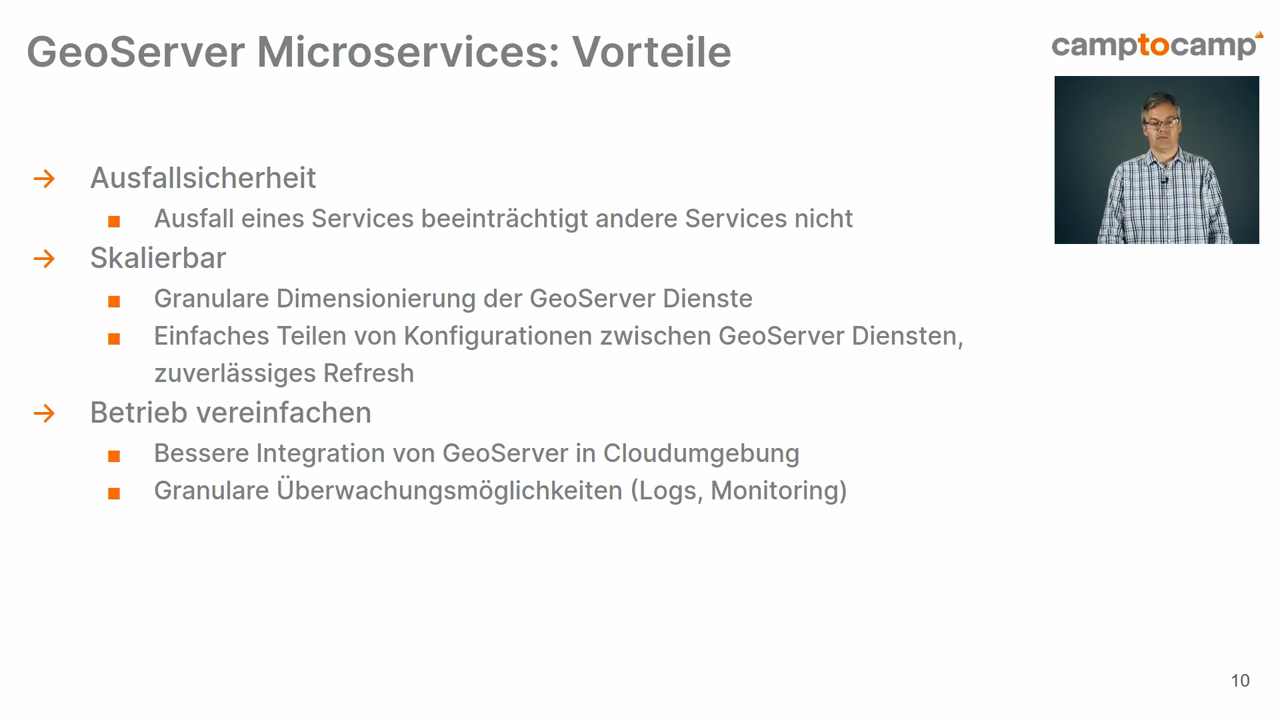 GeoServer Microservices: Vorteile
camptocamp
→ Ausfallsicherheit
■ Ausfall eines Services beeinträchtigt andere Services nicht
→ Skalierbar
■ Granulare Dimensionierung der GeoServer Dienste
■ Einfaches Teilen von Konfigurationen zwischen GeoServer Diensten,
zuverlässiges Refresh
→ Betrieb vereinfachen
■ Bessere Integration von GeoServer in Cloudumgebung
■ Granulare Überwachungsmöglichkeiten (Logs, Monitoring)
10